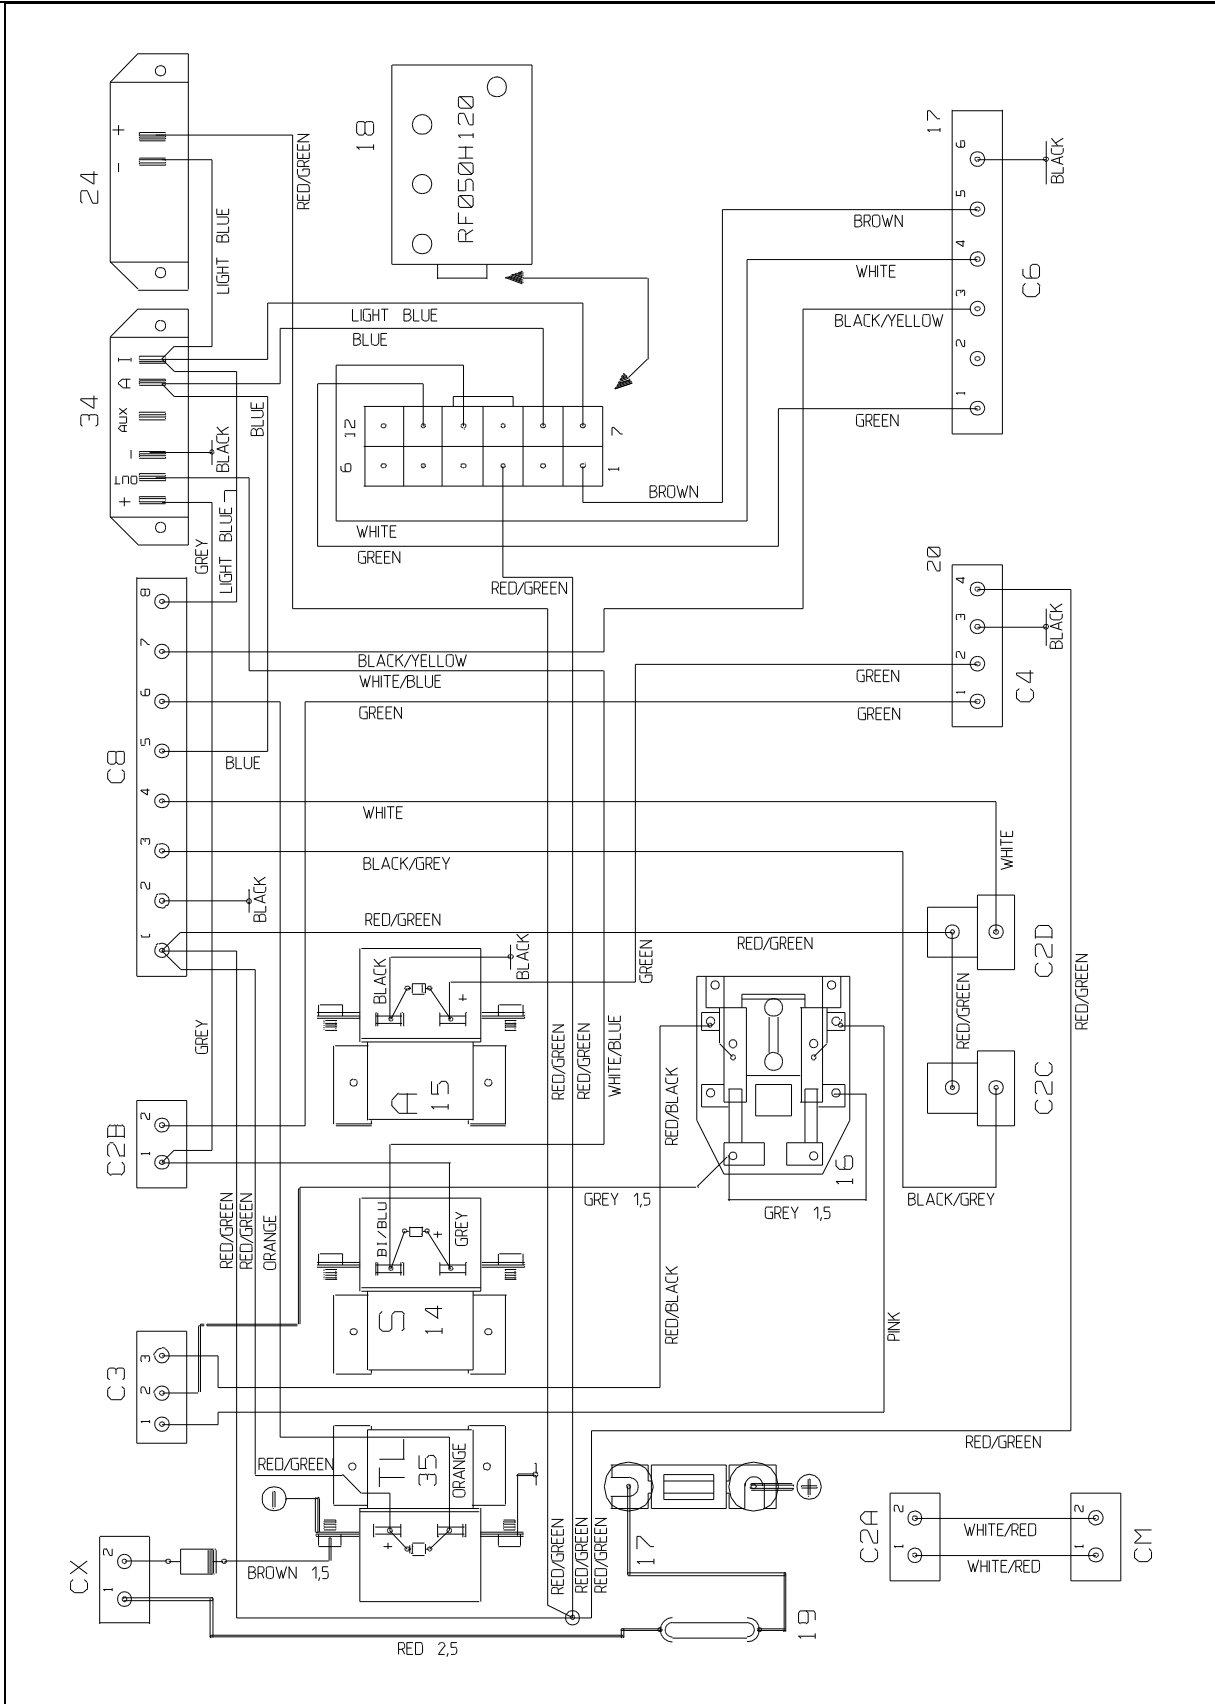 24
+
-
RED/GREEN
LIGHT BLUE
18
RF050H120
17
6
5
4
3
2
1
C6
BLACK
BROWN
WHITE
BLACK/YELLOW
GREEN
34
I
A
AUX
-
OUT
+
LIGHT BLUE
BLUE
BLUE
BLACK
LIGHT BLUE
GREY
12
6
7
1
BROWN
WHITE
GREEN
RED/GREEN
20
4
3
2
1
C4
BLACK
GREEN
GREEN
C8
8
7
6
5
4
3
2
1
BLACK/YELLOW
WHITE/BLUE
GREEN
BLUE
WHITE
BLACK/GREY
BLACK
RED/GREEN
RED/GREEN
WHITE
C2D
RED/GREEN
RED/GREEN
C2C
BLACK/GREY
BLACK
BLACK
+
A
15
GREEN
GREY
RED/GREEN
RED/GREEN
WHITE/BLUE
RED/BLACK
C2B
2
1
16
GREY 1,5
GREY 1,5
RED/GREEN
RED/GREEN
ORANGE
BI/BLU
+
GREY
S
14
RED/BLACK
PINK
C3
3
2
1
RED/GREEN
TL
35
ORANGE
+
RED/GREEN
-
+
17
CX
2
1
BROWN 1,5
RED/GREEN
RED/GREEN
RED/GREEN
RED 2,5
19
C2A
2
1
WHITE/RED
WHITE/RED
2
1
CM